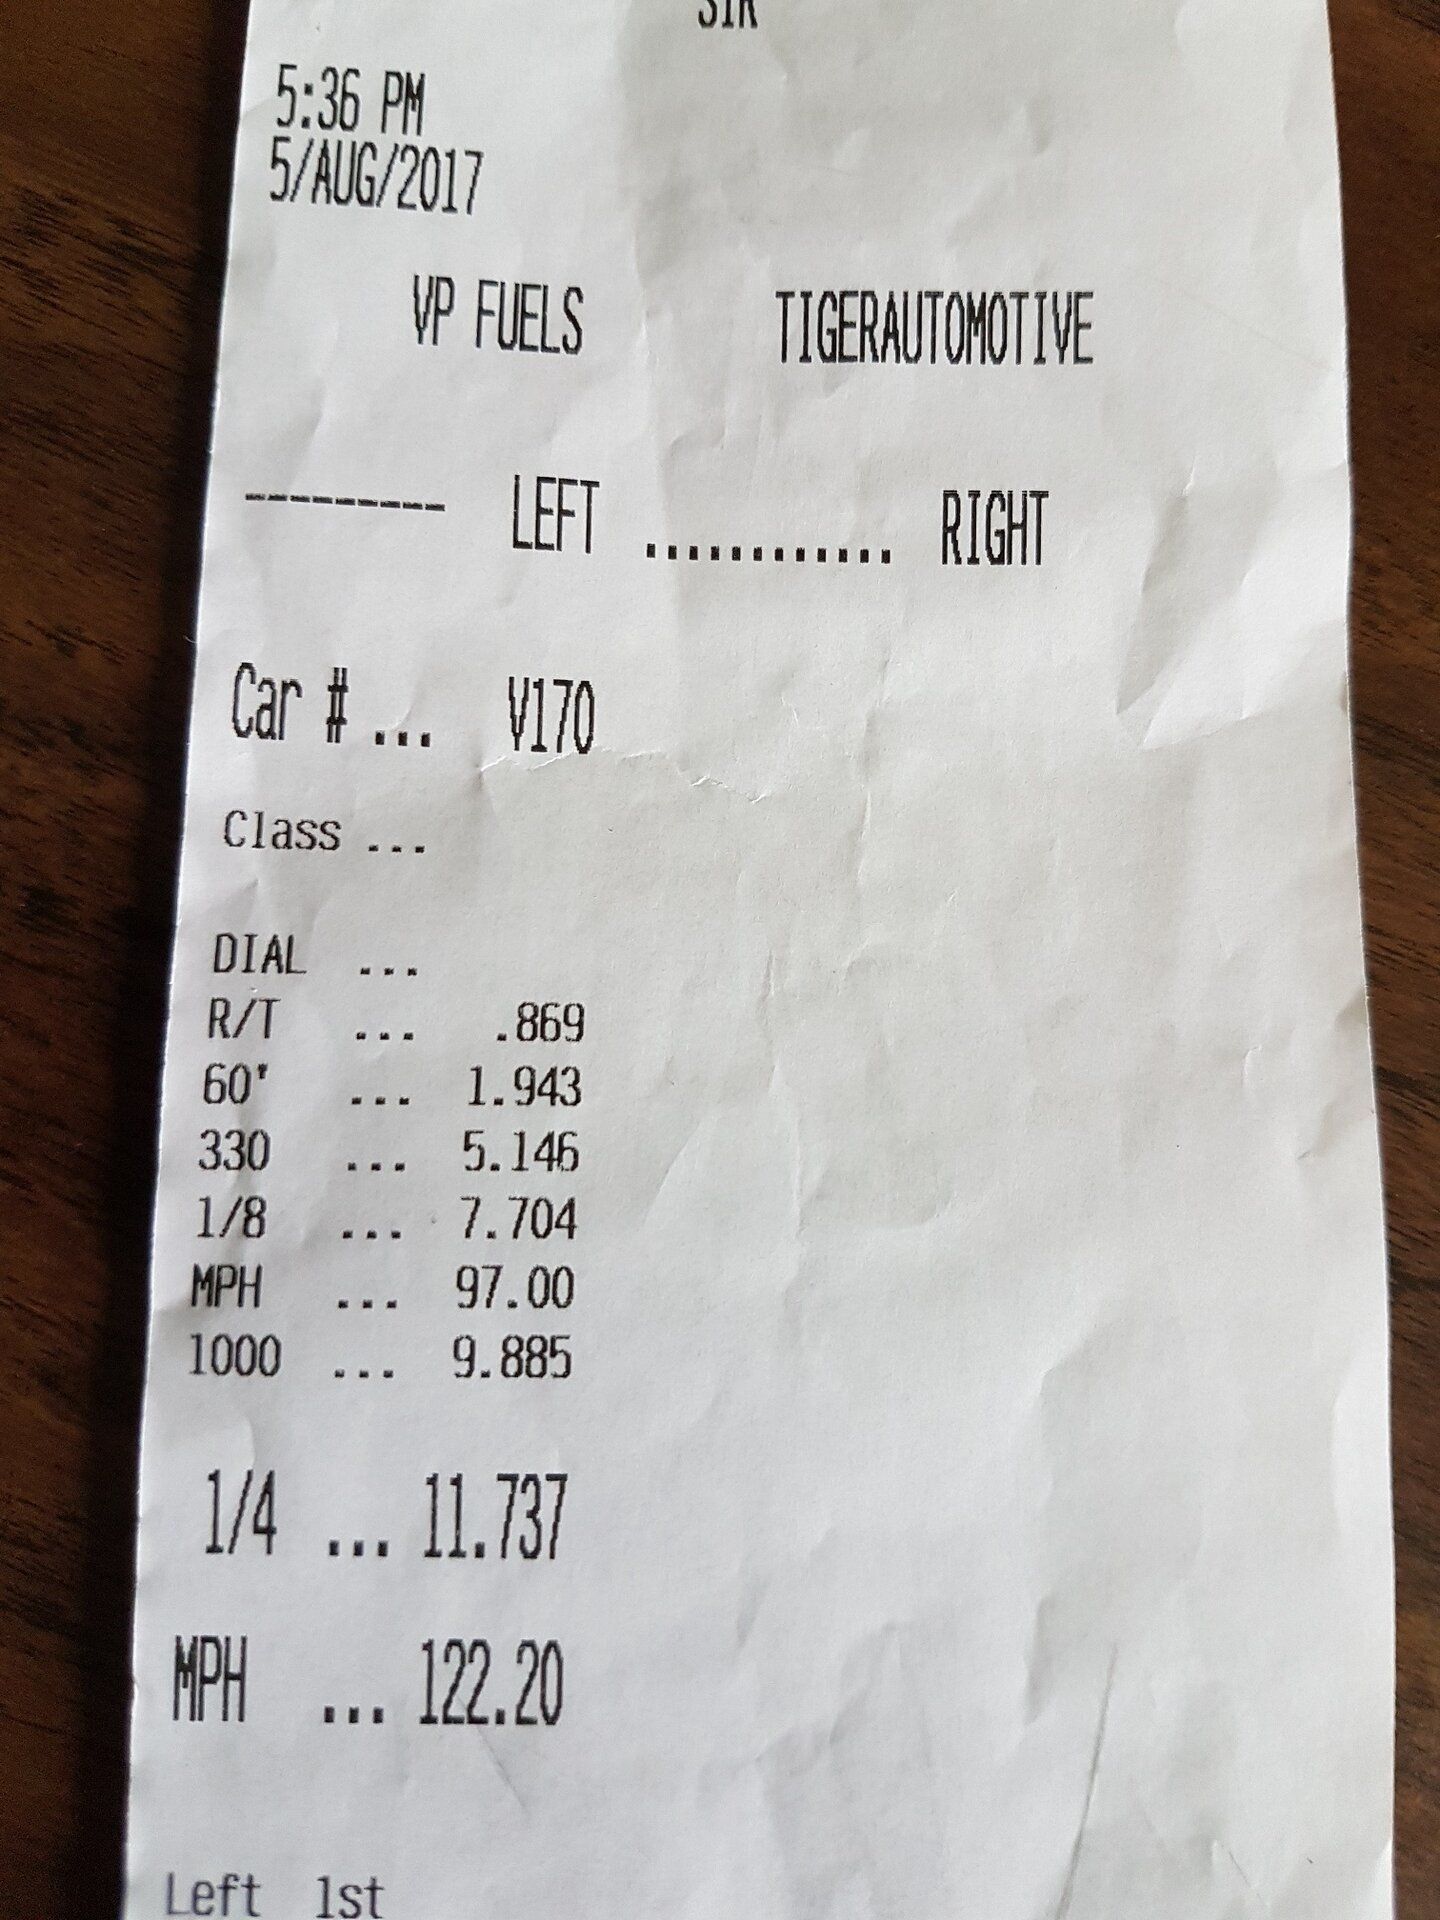 SIR
5:36 PM
5/AUG/2017
VP FUELS TIGERAUTOMOTIVE
--------- LEFT ............ RIGHT
Car # ... V170
Class ...
DIAL ...
R/T ... .869
60' ... 1.943
330 ... 5.146
1/8 ... 7.704
MPH ... 97.00
1000 ... 9.885
1/4 ... 11.737
MPH ... 122.20
Left 1st